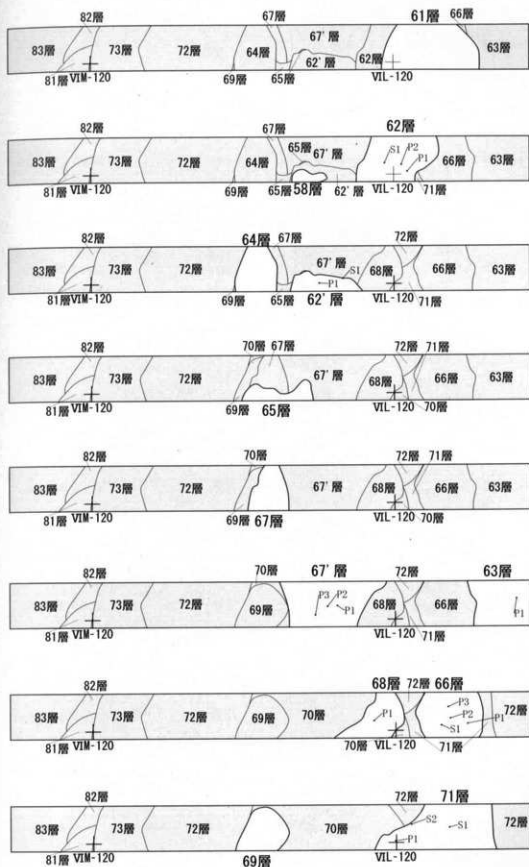 82層 67層 61層 66層
83層 73層 72層 64層 67'層 62'層 62層 63層
81層 VIM-120 69層 65層 VIL-120
82層 67層 62層
83層 73層 72層 64層 65層 67'層 S1 P2 P1 66層 63層
81層 VIM-120 69層 65層 58層 62'層 VIL-120 71層
82層 64層 67層 72層
83層 73層 72層 67'層 S1 P1 68層 66層 63層
81層 VIM-120 69層 62'層 VIL-120 71層
82層 70層 67層 72層 71層
83層 73層 72層 67'層 68層 66層 63層
81層 VIM-120 69層 65層 VIL-120 70層
82層 70層 72層 71層
83層 73層 72層 67'層 68層 66層 63層
81層 VIM-120 69層 67層 VIL-120 70層
82層 70層 67'層 72層 63層
83層 73層 72層 69層 P3 P2 P1 68層 66層 P1
81層 VIM-120 VIL-120 71層
82層 68層 72層 66層
83層 73層 72層 69層 70層 P1 P3 P2 S1 P1 72層
81層 VIM-120 70層 VIL-120 71層
82層 72層 71層
83層 73層 72層 70層 S2 S1 P1 72層
81層 VIM-120 69層 VIL-120